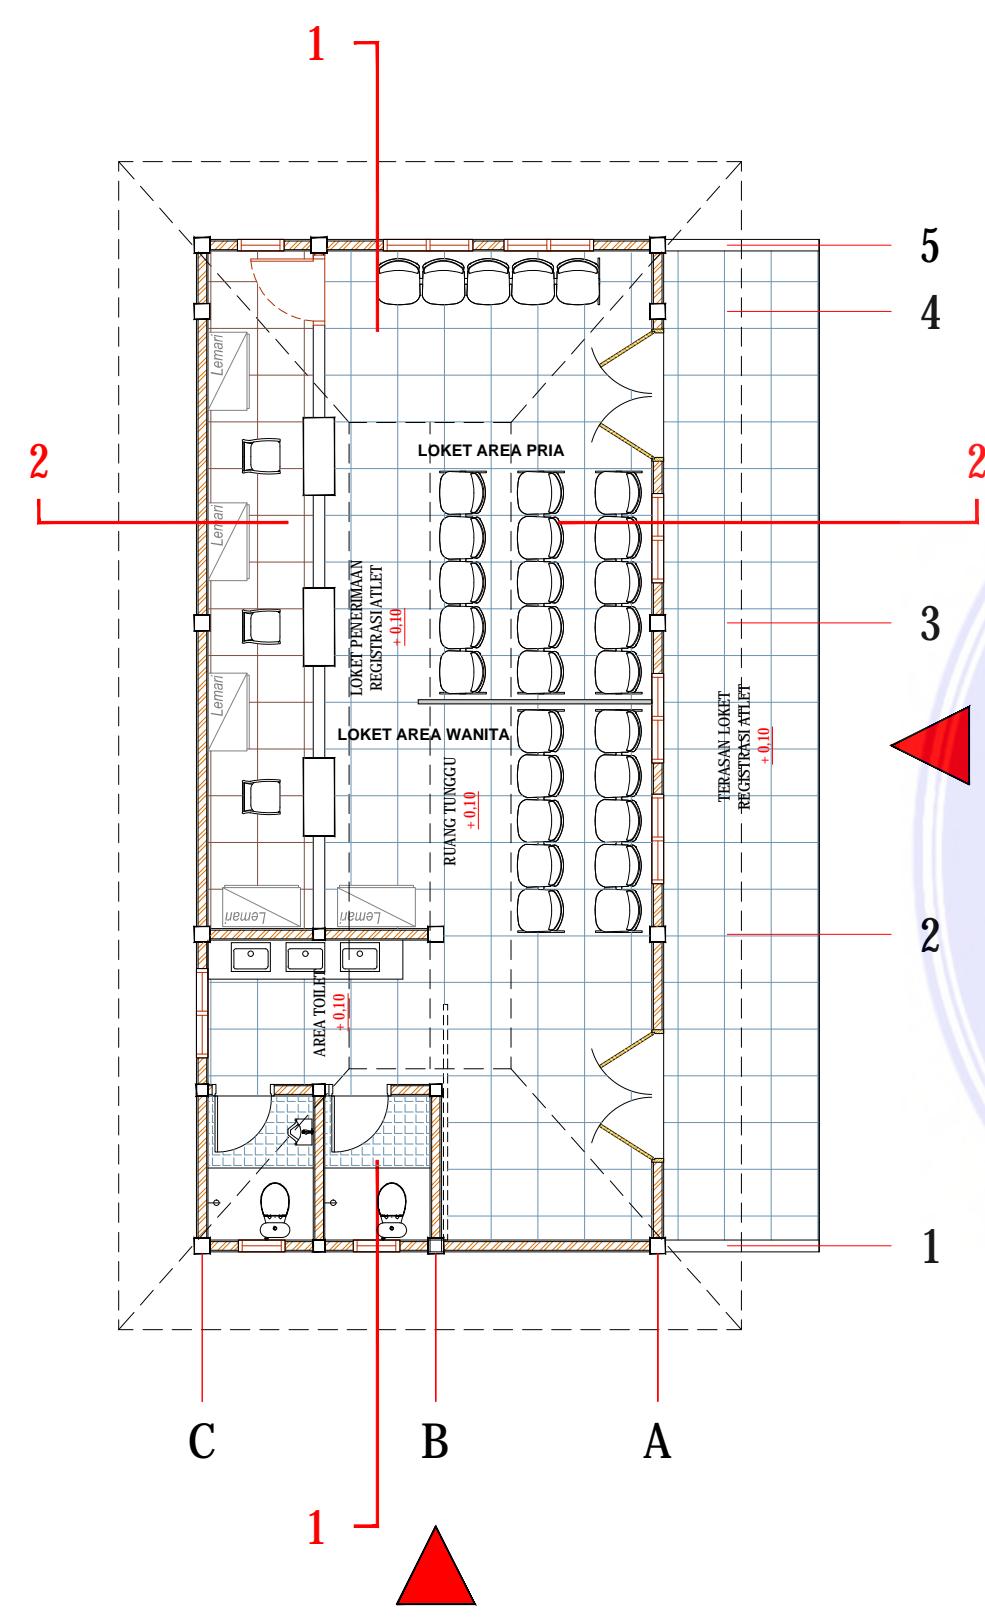 1
5
4
Lemari
LOKET AREA PRIA
2
2
Lemari
LOKET PENERIMAAN
REGISTRASI ATLET
+ 0,10
3
Lemari
LOKET AREA WANITA
TERASAN LOKET
REGISTRASI ATLET
+ 0,10
RUANG TUNGGU
+ 0,10
Lemari
Lemari
2
AREA TOILET
+ 0,10
1
C
B
A
1